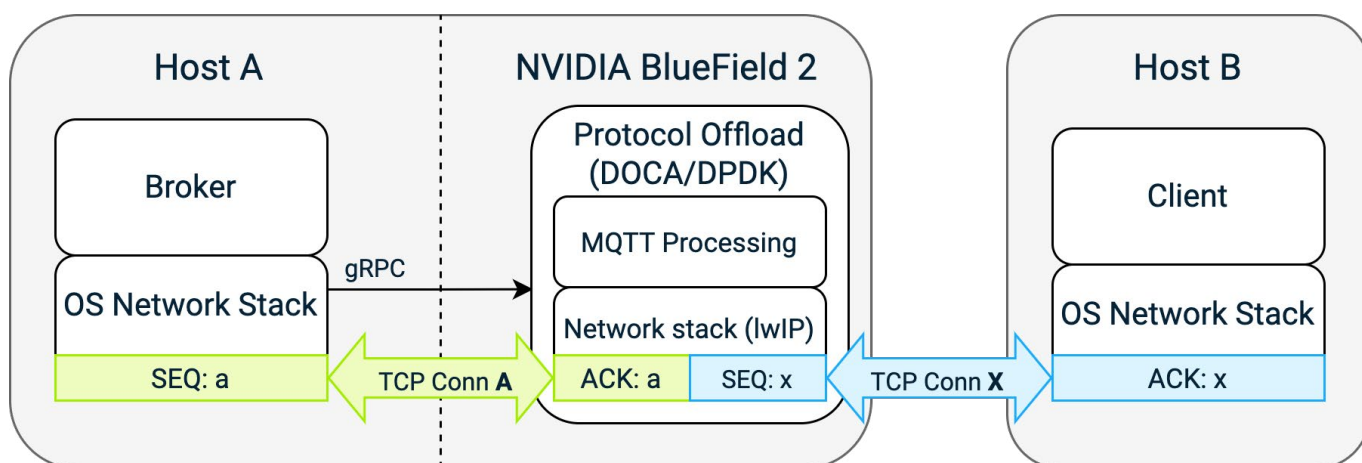 Host A
NVIDIA BlueField 2
Host B
Broker
OS Network Stack
SEQ: a
gRPC
TCP Conn A
Protocol Offload
(DOCA/DPDK)
MQTT Processing
Network stack (lwIP)
ACK: a
SEQ: x
TCP Conn X
Client
OS Network Stack
ACK: x